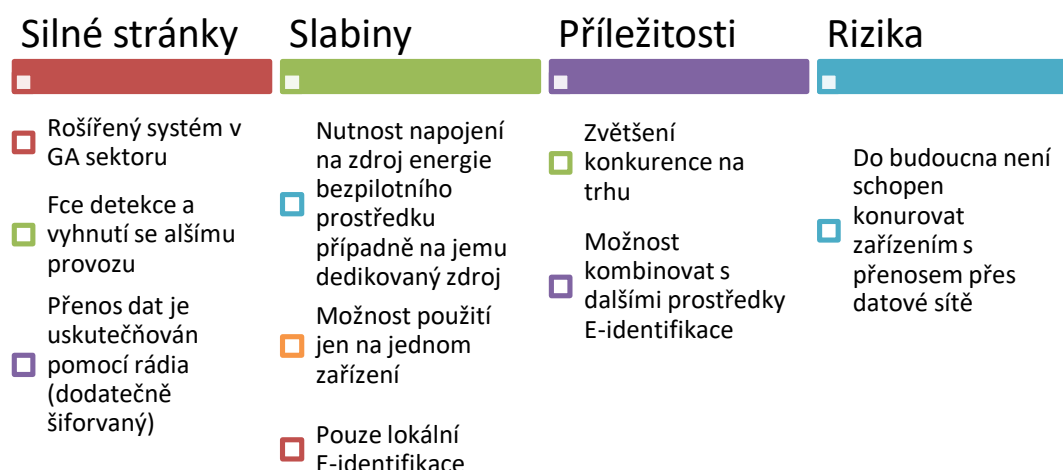 Silné stránky
Rošířený systém v
GA sektoru
Fce detekce a
vyhnutí se alšímu
provozu
Přenos dat je
uskutečňován
pomocí rádia
(dodatečně
šiforvaný)
Slabiny
Nutnost napojení
na zdroj energie
bezpilotního
prostředku
případně na jemu
dedikovaný zdroj
Možnost použití
jen na jednom
zařízení
Pouze lokální
E-identifikace
Příležitosti
Zvětšení
konkurence na
trhu
Možnost
kombinovat s
dalšími prostředky
E-identifikace
Rizika
Do budoucna není
schopen
konurovat
zařízením s
přenosem přes
datové sítě